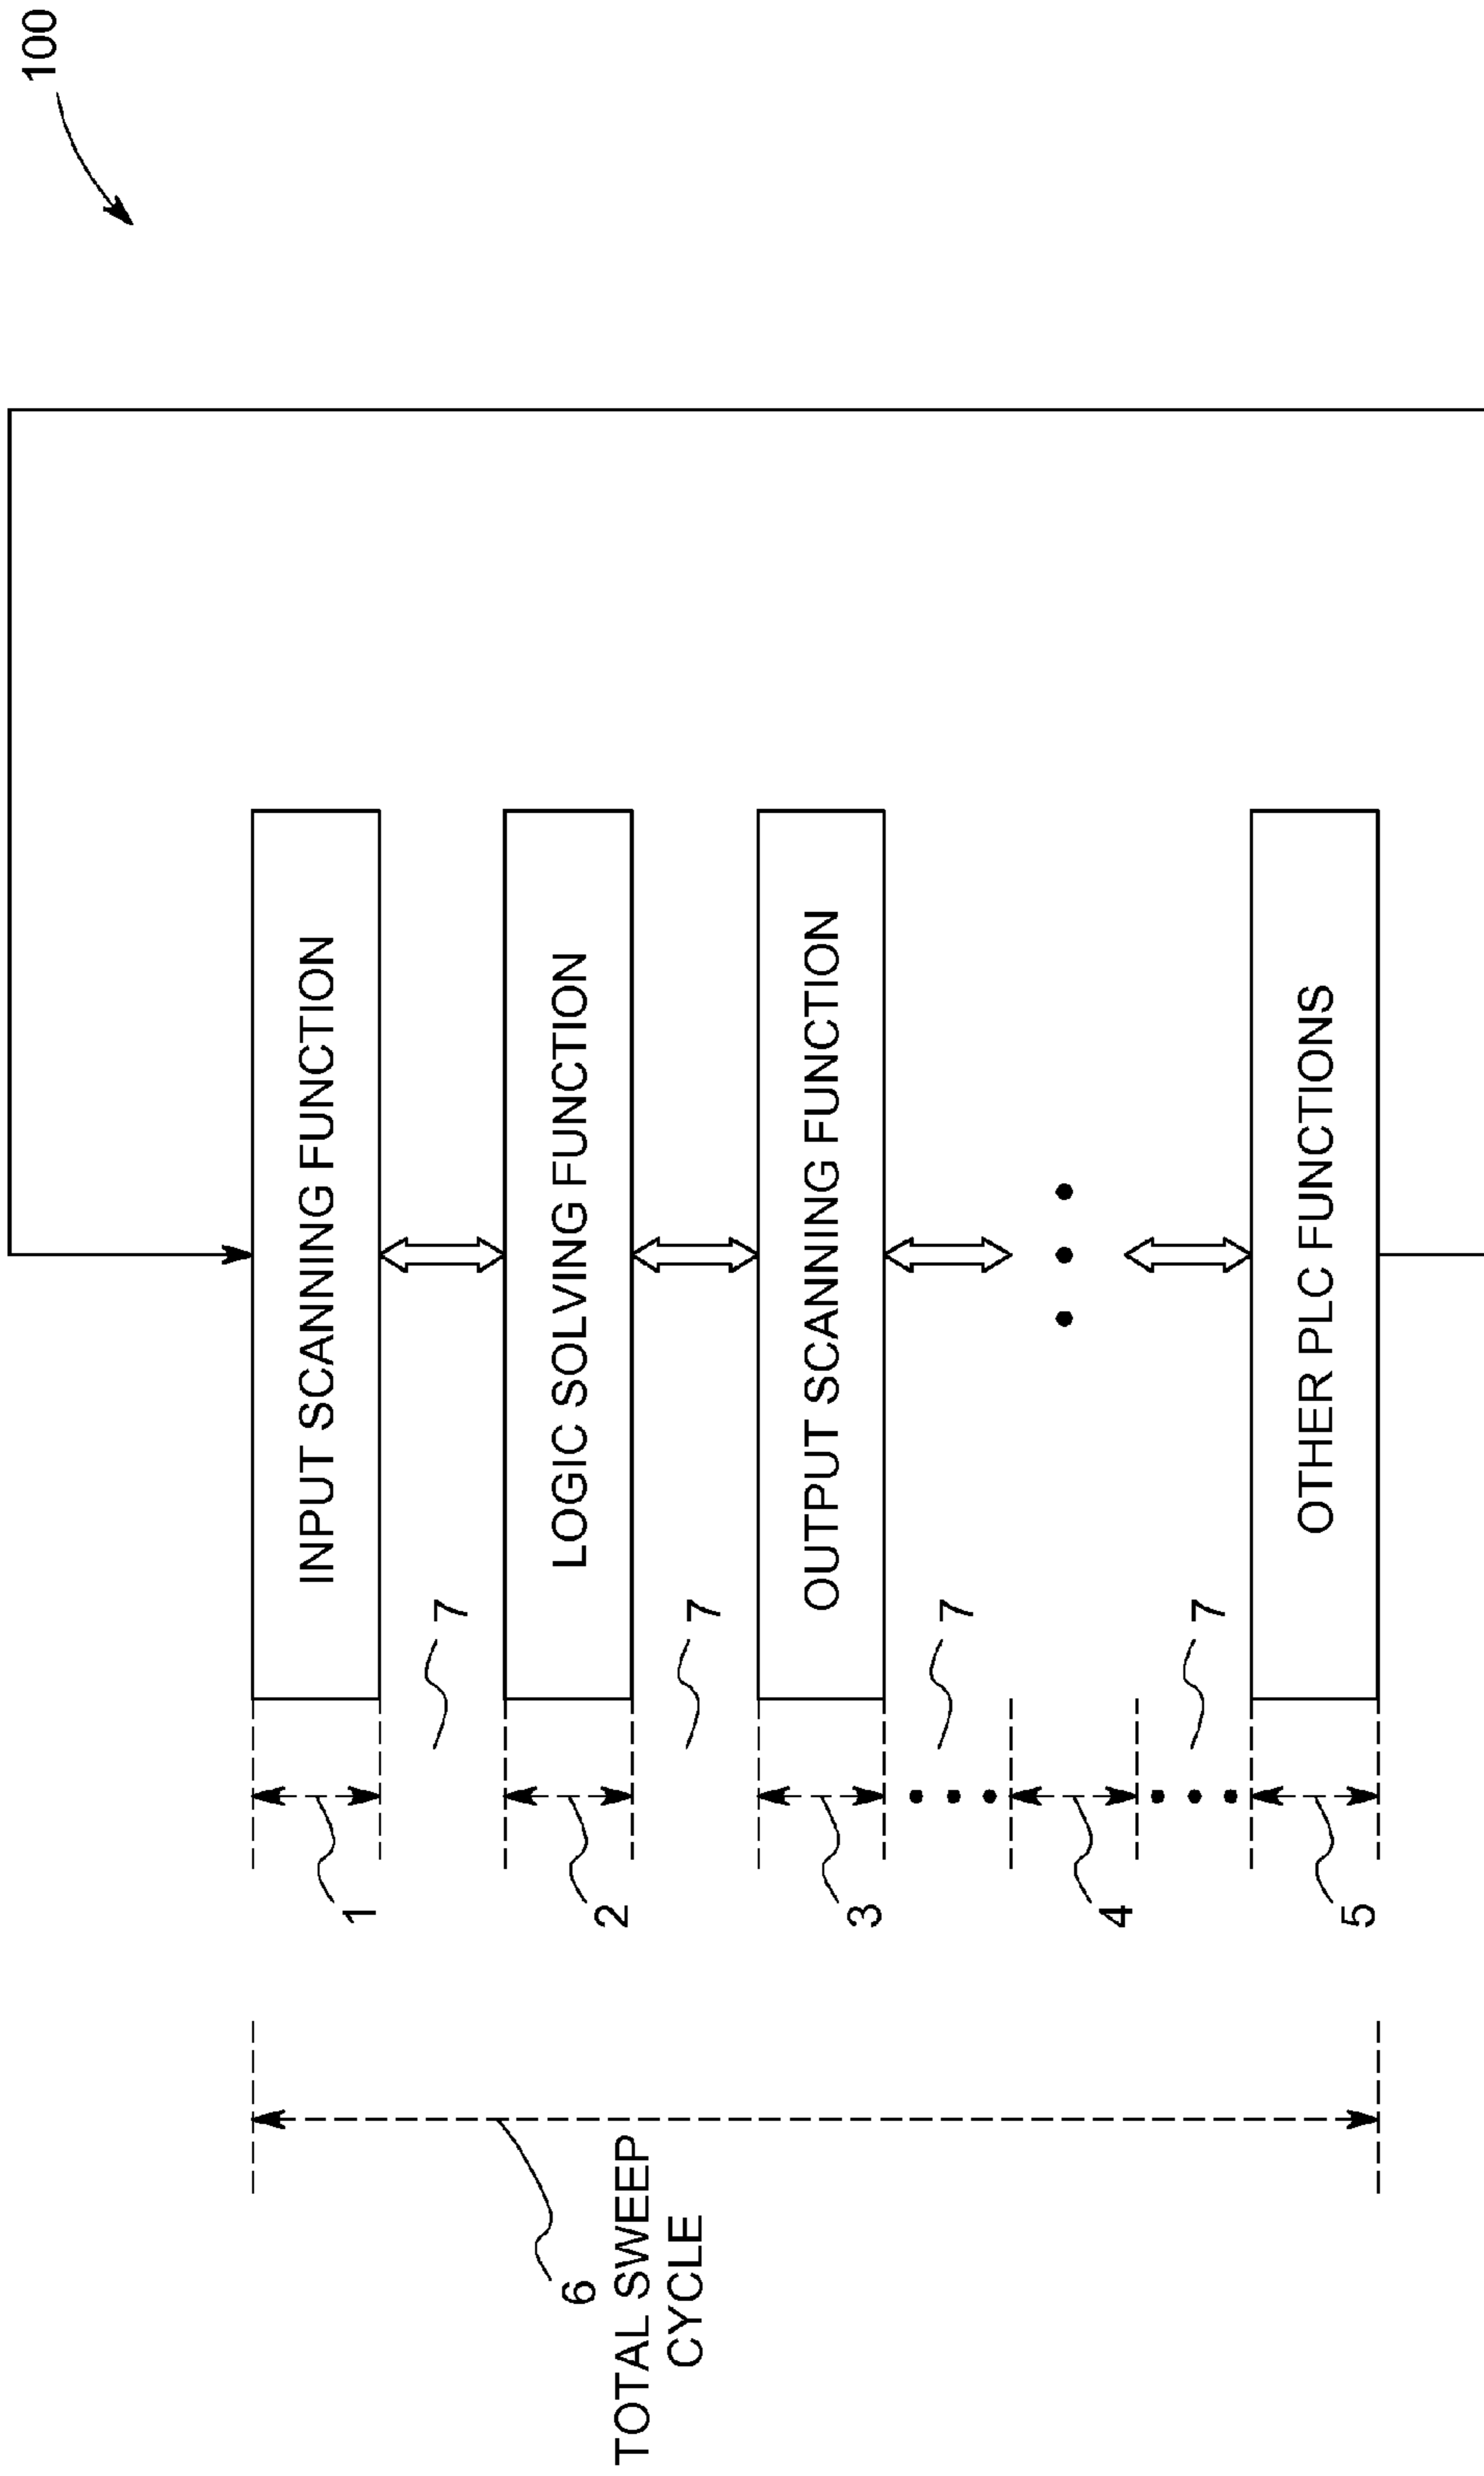 100
INPUT SCANNING FUNCTION
7
1
LOGIC SOLVING FUNCTION
7
2
OUTPUT SCANNING FUNCTION
7
3
4
7
OTHER PLC FUNCTIONS
5
6
TOTAL SWEEP
CYCLE